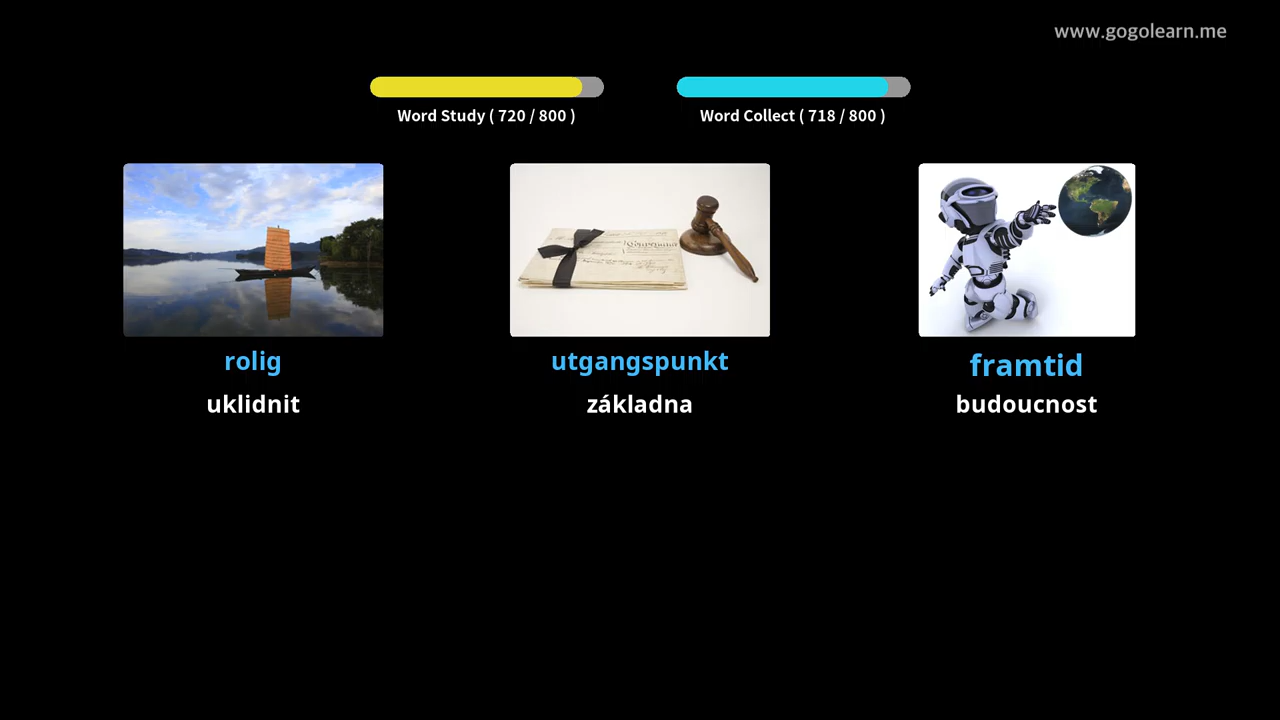 www.gogolearn.me
Word Study ( 720 / 800 )
Word Collect ( 718 / 800 )
rolig
utgangspunkt
framtid
uklidnit
základna
budoucnost